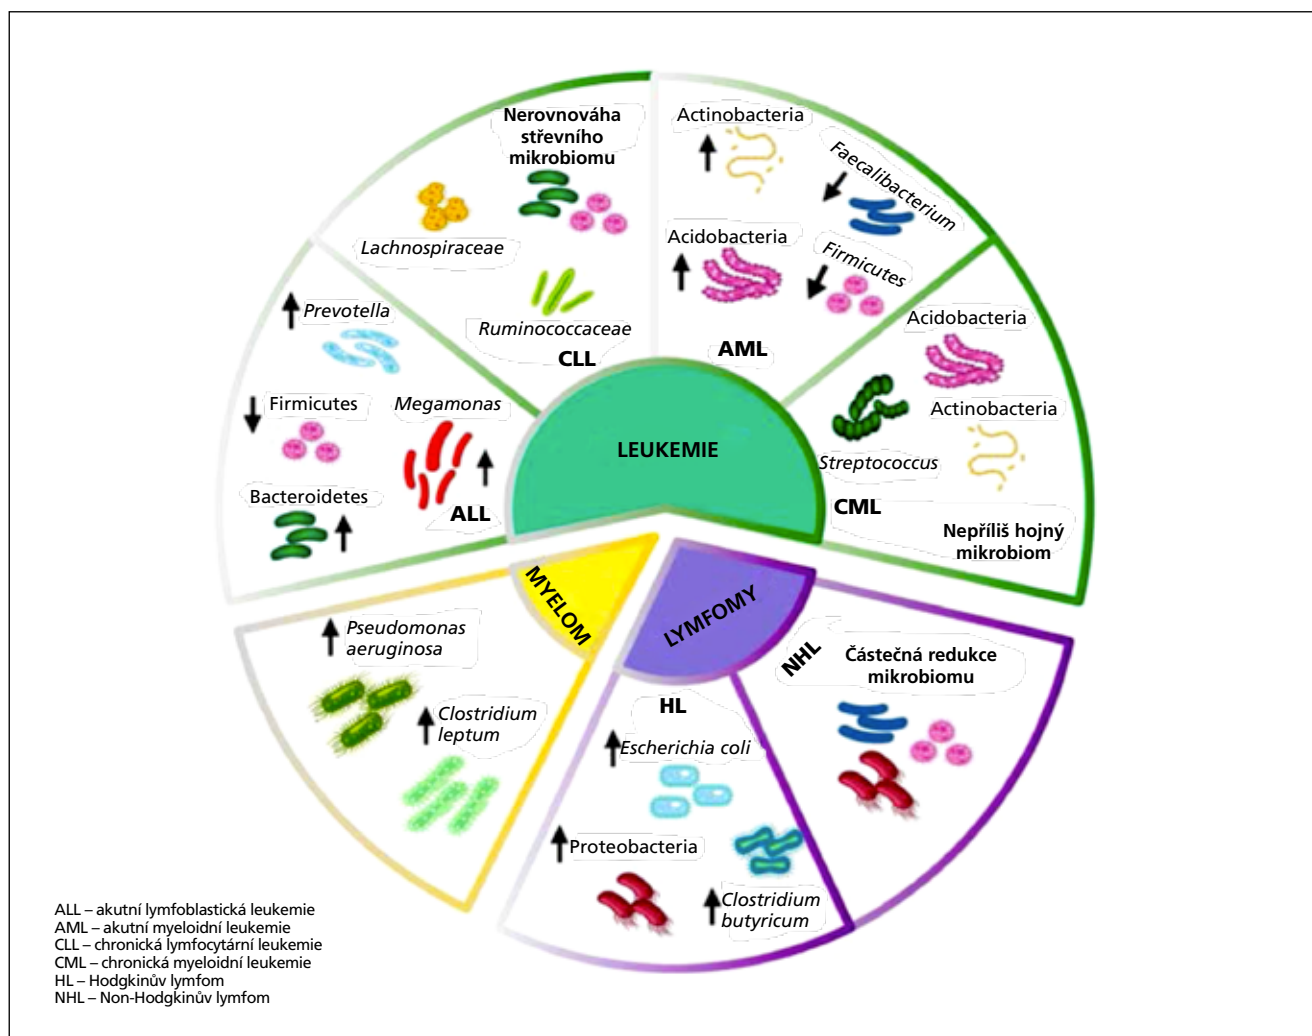 Nerovnováha
střevního
mikrobiomu
Lachnospiraceae
Ruminococcaceae
CLL
Actinobacteria
Faecalibacterium
Acidobacteria
Firmicutes
AML
Prevotella
Firmicutes
Megamonas
Bacteroidetes
ALL
LEUKEMIE
Acidobacteria
Actinobacteria
Streptococcus
CML
Nepříliš hojný
mikrobiom
MYELOM
Pseudomonas
aeruginosa
Clostridium
leptum
LYMFOMY
HL
Escherichia coli
Proteobacteria
Clostridium
butyricum
NHL
Částečná redukce
mikrobiomu
ALL – akutní lymfoblastická leukemie
AML – akutní myeloidní leukemie
CLL – chronická lymfocytární leukemie
CML – chronická myeloidní leukemie
HL – Hodgkinův lymfom
NHL – Non-Hodgkinův lymfom